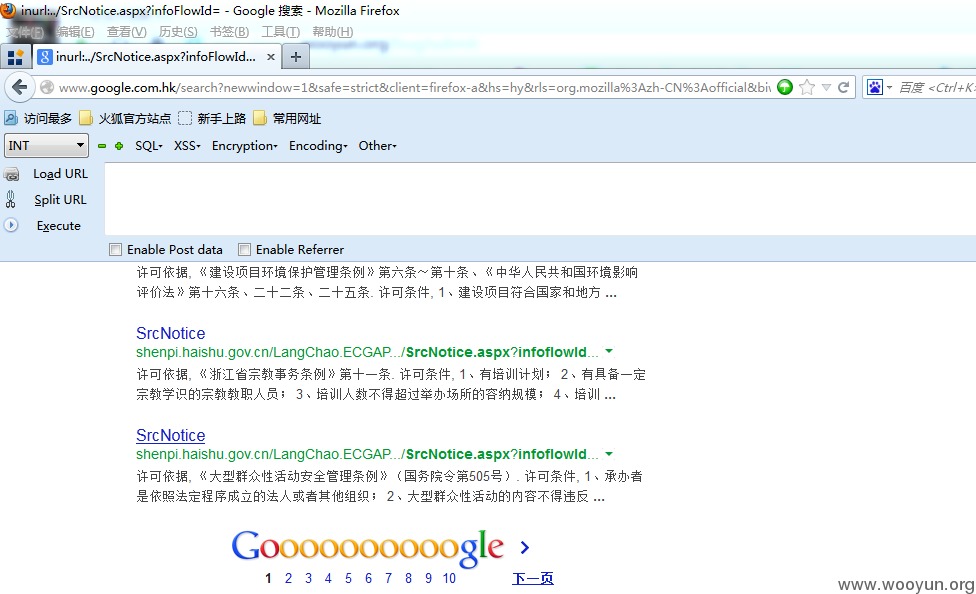 inurl:../SrcNotice.aspx?infoFlowId= - Google 搜索 - Mozilla Firefox
文件(F) 编辑(E) 查看(V) 历史(S) 书签(B) 工具(T) 帮助(H)
inurl:../SrcNotice.aspx?infoFlowId...
www.google.com.hk/search?newwindow=1&safe=strict&client=firefox-a&hs=hy&rls=org.mozilla%3Azh-CN%3Aofficial&biv
百度 <Ctrl+K>
访问最多 火狐官方站点 新手上路 常用网址
INT SQL XSS Encryption Encoding Other
Load URL
Split URL
Execute
Enable Post data Enable Referrer
许可依据, 《建设项目环境保护管理条例》第六条～第十条、《中华人民共和国环境影响
评价法》第十六条、二十二条、二十五条. 许可条件, 1、建设项目符合国家和地方 ...
SrcNotice
shenpi.haishu.gov.cn/LangChao.ECGAP.../SrcNotice.aspx?infoflowId...
许可依据, 《浙江省宗教事务条例》第十一条. 许可条件, 1、有培训计划； 2、有具备一定
宗教学识的宗教教职人员； 3、培训人数不得超过举办场所的容纳规模； 4、培训 ...
SrcNotice
shenpi.haishu.gov.cn/LangChao.ECGAP.../SrcNotice.aspx?infoflowId...
许可依据, 《大型群众性活动安全管理条例》（国务院令第505号）. 许可条件, 1、承办者
是依照法定程序成立的法人或者其他组织； 2、大型群众性活动的内容不得违反 ...
Goooooooooogle
1 2 3 4 5 6 7 8 9 10 下一页
www.wooyun.org